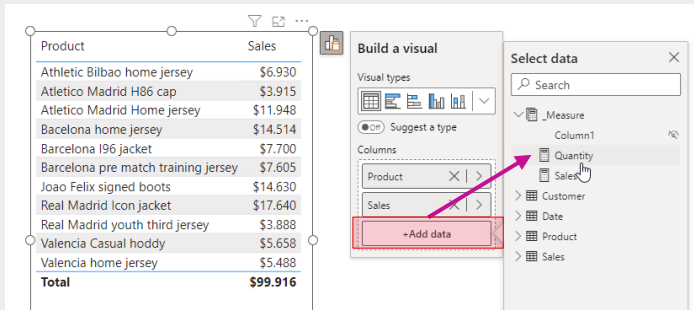 Product Sales
Athletic Bilbao home jersey $6.930
Atletico Madrid H86 cap $3.915
Atletico Madrid Home jersey $11.948
Bacelona home jersey $14.514
Barcelona I96 jacket $7.700
Barcelona pre match training jersey $7.605
Joao Felix signed boots $14.630
Real Madrid Icon jacket $17.640
Real Madrid youth third jersey $3.888
Valencia Casual hoddy $5.658
Valencia home jersey $5.488
Total $99.916
Build a visual
Visual types
Off Suggest a type
Columns
Product
Sales
+Add data
Select data
Search
_Measure
Column1
Quantity
Sales
Customer
Date
Product
Sales